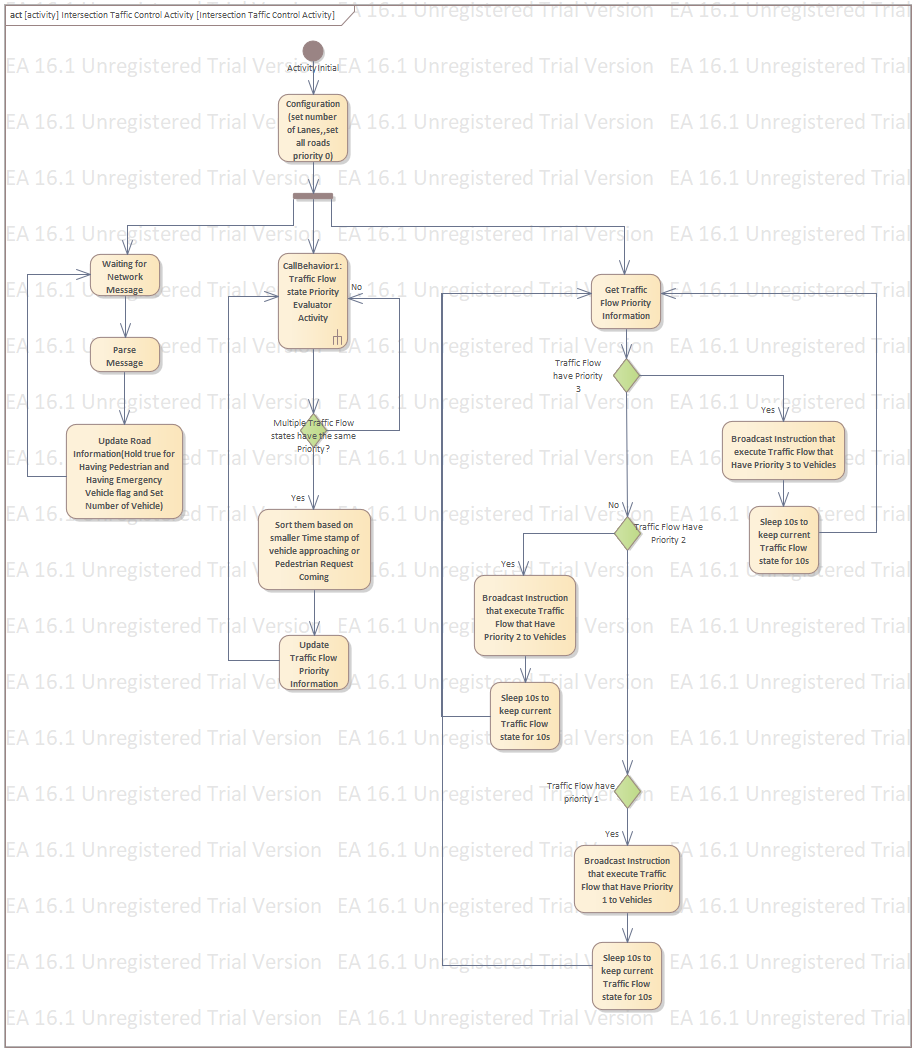 act [activity] Intersection Traffic Control Activity [Intersection Taffic Control Activity]
EA 16.1 Unregistered Trial Version
ActivityInitial
Configuration
(set number
of Lanes,,set
all roads
priority 0)
Waiting for
Network
Message
Parse
Message
Update Road
Information(Hold true for
Having Pedestrian and
Having Emergency
Vehicle flag and Set
Number of Vehicle)
CallBehavior1:
Traffic Flow
state Priority
Evaluator
Activity
No
Multiple Traffic Flow
states have the same
Priority?
Yes
Sort them based on
smaller Time stamp of
vehicle approaching or
Pedestrian Request
Coming
Update
Traffic Flow
Priority
Information
Get Traffic
Flow Priority
Information
Traffic Flow
have Priority
3
Yes
Broadcast Instruction that
execute Traffic Flow that
Have Priority 3 to Vehicles
Sleep 10s to
keep current
Traffic Flow
state for 10s
No
Traffic Flow Have
Priority 2
Yes
Broadcast Instruction
that execute Traffic
Flow that Have
Priority 2 to Vehicles
Sleep 10s to
keep current
Traffic Flow
state for 10s
Traffic Flow have
priority 1
Yes
Broadcast Instruction
that execute Traffic
Flow that Have Priority
1 to Vehicles
Sleep 10s to
keep current
Traffic Flow
state for 10s